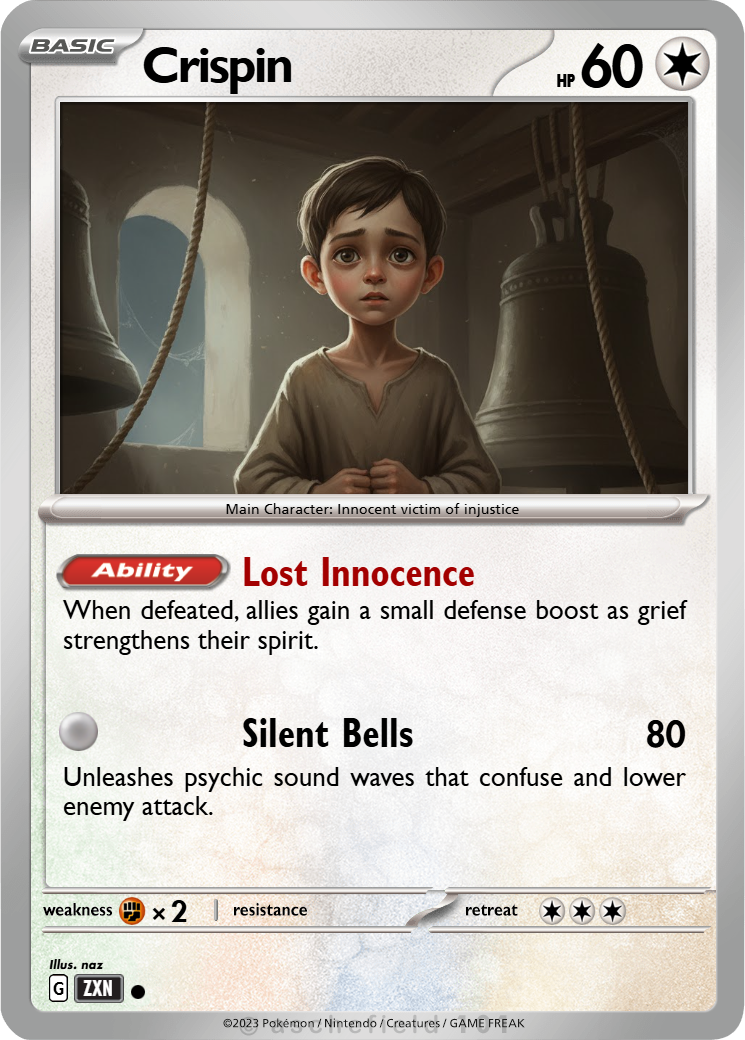 BASIC
Crispin
HP 60
Main Character: Innocent victim of injustice
Ability Lost Innocence
When defeated, allies gain a small defense boost as grief
strengthens their spirit.
Silent Bells 80
Unleashes psychic sound waves that confuse and lower
enemy attack.
weakness × 2 resistance retreat
Illus. naz
G ZXN
©2023 Pokémon / Nintendo / Creatures / GAME FREAK